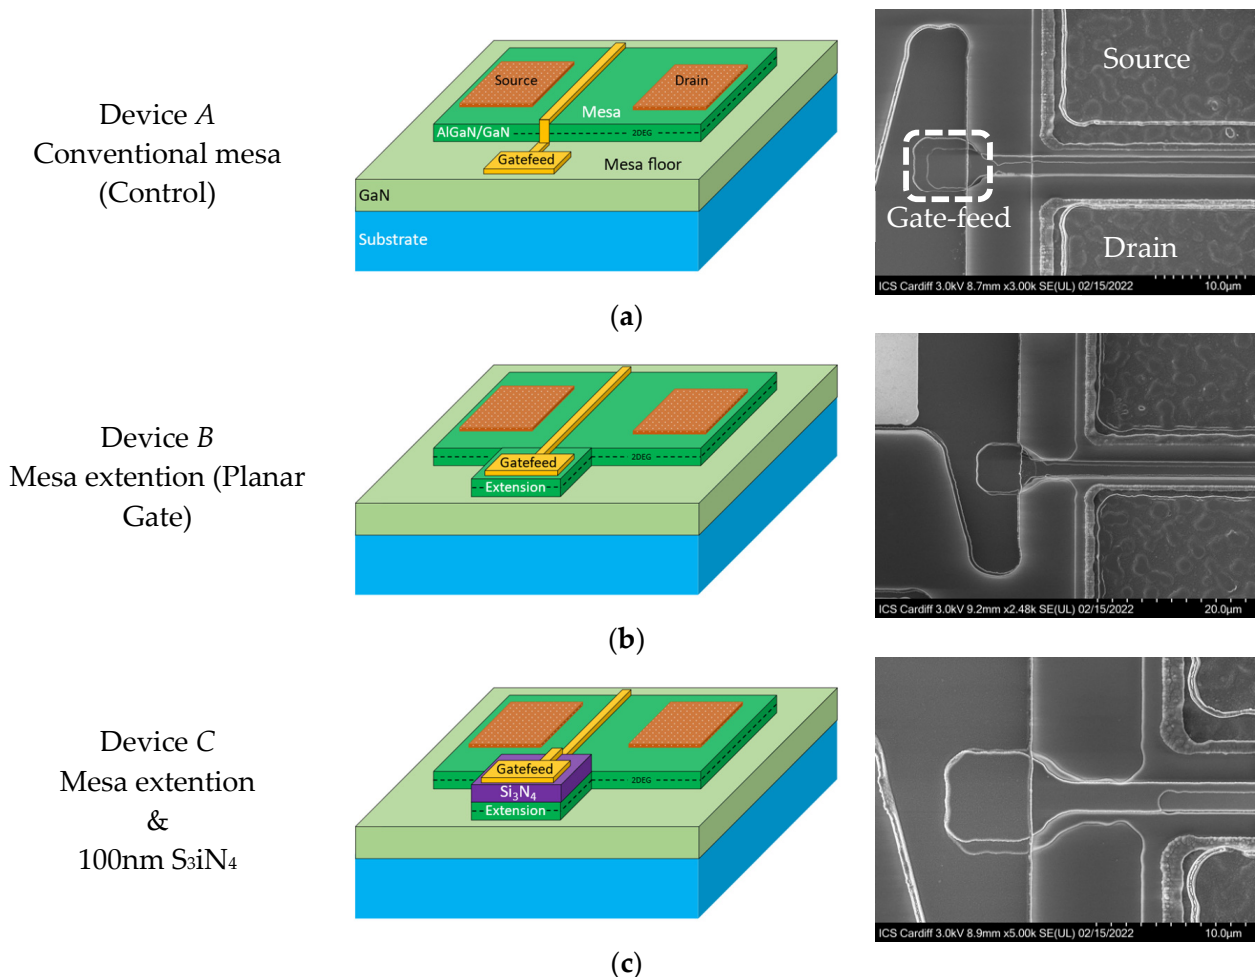 Device A
Conventional mesa
(Control)
Source
Drain
Mesa
AlGaN/GaN
2DEG
Gatefeed
Mesa floor
GaN
Substrate
Source
Gate-feed
Drain
ICS Cardiff 3.0kV 8.7mm x3.00k SE(UL) 02/15/2022
10.0µm
(a)
Device B
Mesa extention (Planar
Gate)
2DEG
Gatefeed
Extension
ICS Cardiff 3.0kV 9.2mm x2.48k SE(UL) 02/15/2022
20.0µm
(b)
Device C
Mesa extention
&
100nm S₃iN₄
2DEG
Gatefeed
Si₃N₄
Extension
ICS Cardiff 3.0kV 8.9mm x5.00k SE(UL) 02/15/2022
10.0µm
(c)